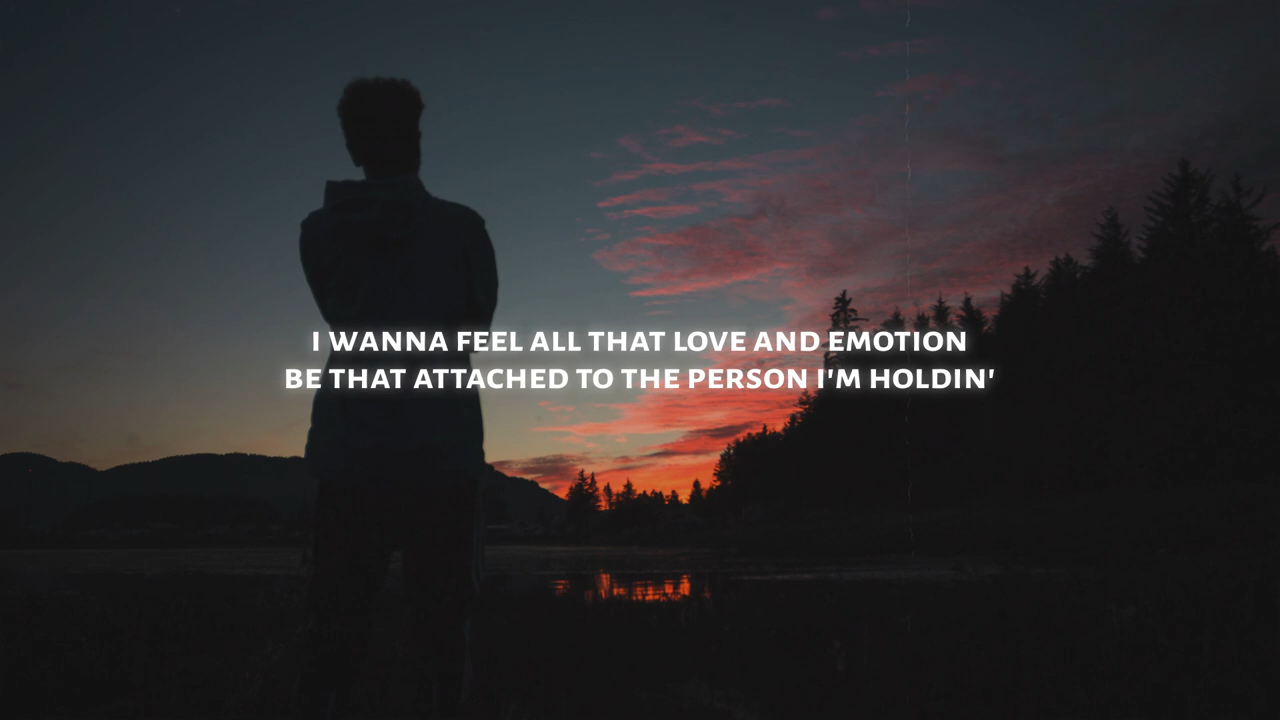 I WANNA FEEL ALL THAT LOVE AND EMOTION
BE THAT ATTACHED TO THE PERSON I'M HOLDIN'